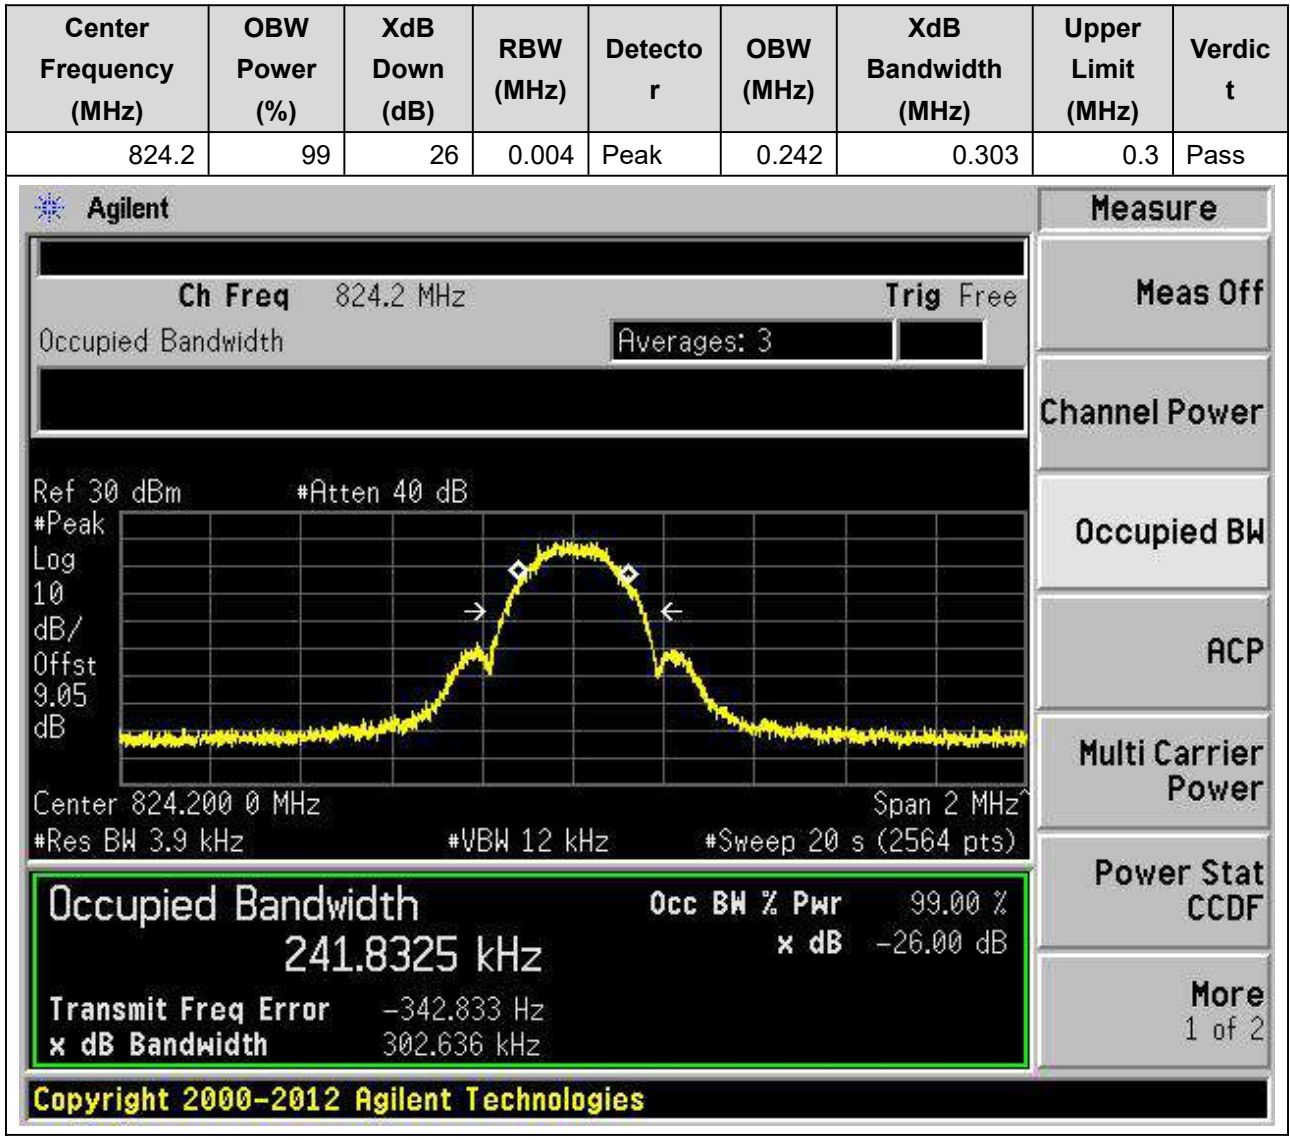 Center
Frequency
(MHz)
OBW
Power
(%)
XdB
Down
(dB)
RBW
(MHz)
Detecto
r
OBW
(MHz)
XdB
Bandwidth
(MHz)
Upper
Limit
(MHz)
Verdic
t
824.2 99 26 0.004 Peak 0.242 0.303 0.3 Pass
Agilent
Measure
Ch Freq 824.2 MHz Trig Free
Meas Off
Occupied Bandwidth Averages: 3
Channel Power
Ref 30 dBm #Atten 40 dB
#Peak
Log
10
dB/
Offst
9.05
dB
Occupied BW
ACP
Multi Carrier
Power
Center 824.200 0 MHz Span 2 MHz^
#Res BW 3.9 kHz #VBW 12 kHz #Sweep 20 s (2564 pts)
Power Stat
CCDF
Occupied Bandwidth Occ BW % Pwr 99.00 %
241.8325 kHz x dB -26.00 dB
More
1 of 2
Transmit Freq Error -342.833 Hz
x dB Bandwidth 302.636 kHz
Copyright 2000-2012 Agilent Technologies